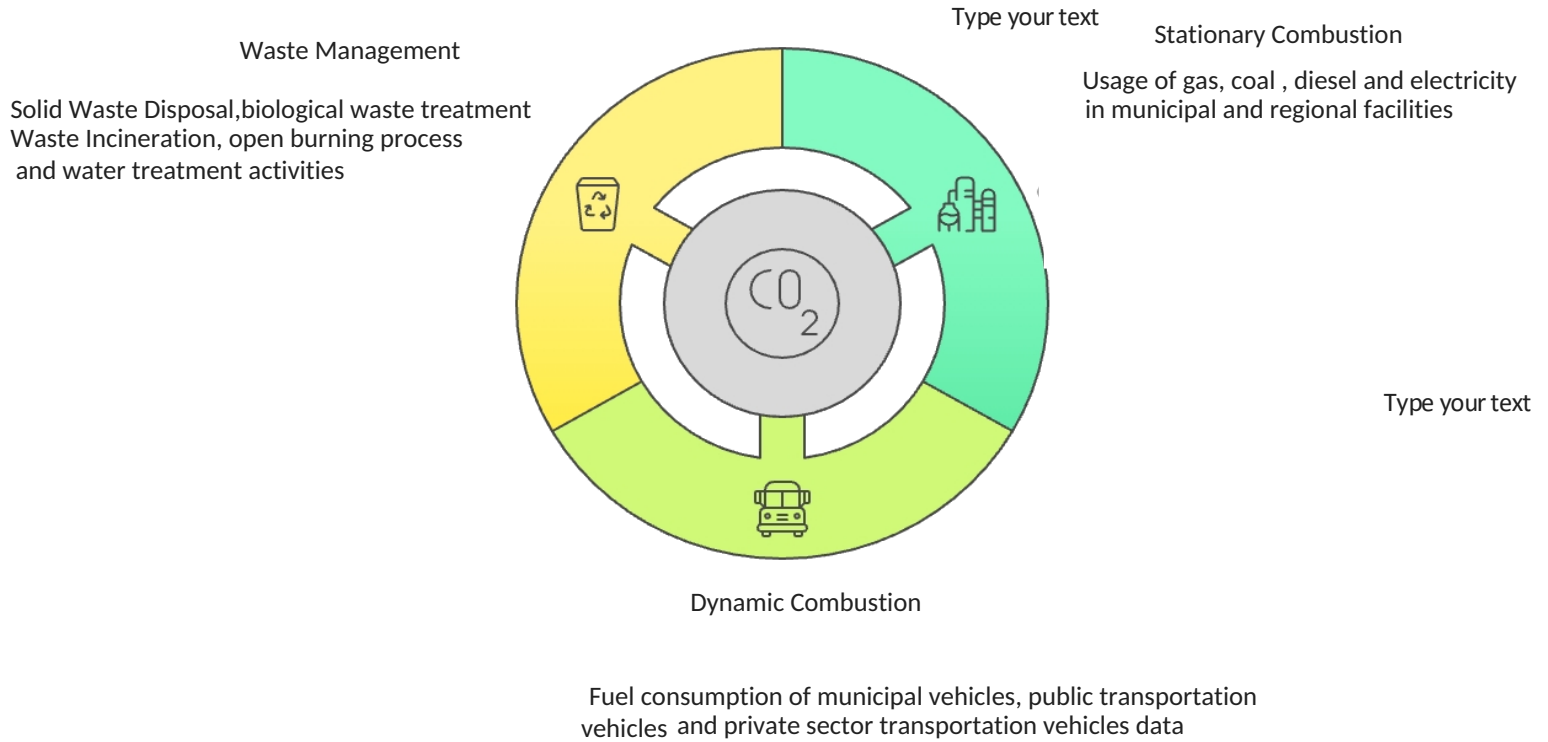 Type your text
Stationary Combustion
Waste Management
Usage of gas, coal , diesel and electricity
in municipal and regional facilities
Solid Waste Disposal,biological waste treatment
Waste Incineration, open burning process
and water treatment activities
CO2
Type your text
Dynamic Combustion
Fuel consumption of municipal vehicles, public transportation
vehicles and private sector transportation vehicles data